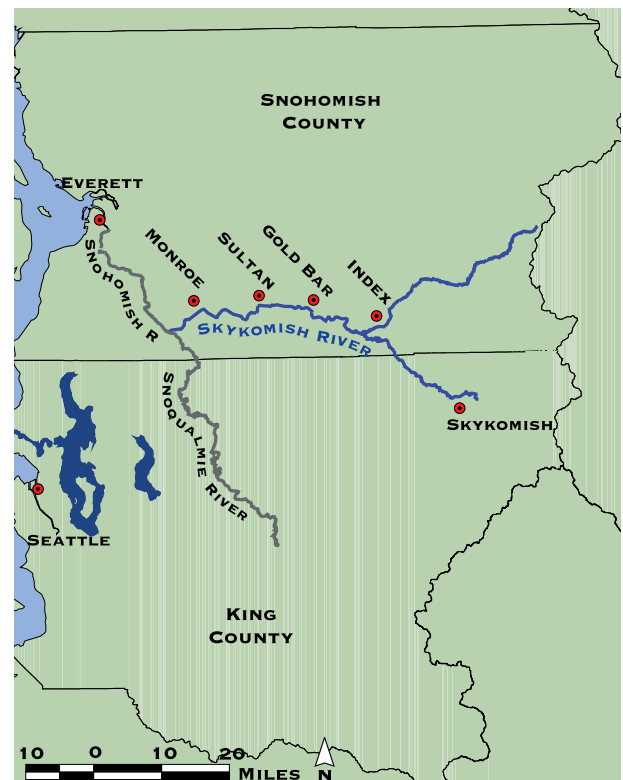 SNOHOMISH
COUNTY
EVERETT
SNOHOMISH R
MONROE
SULTAN
GOLD BAR
INDEX
SKYKOMISH RIVER
SNOQUALMIE RIVER
SKYKOMISH
SEATTLE
KING
COUNTY
10 0 10 20
MILES N